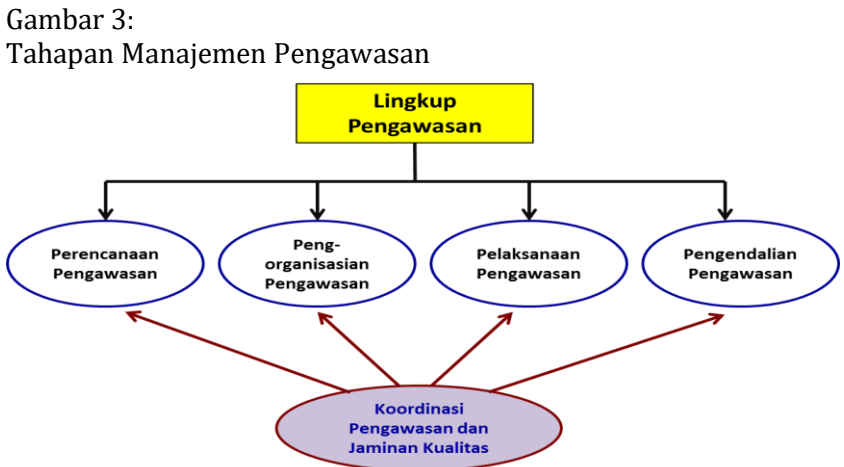 Gambar 3:
Tahapan Manajemen Pengawasan
Lingkup
Pengawasan
Perencanaan
Pengawasan
Peng-
organisasian
Pengawasan
Pelaksanaan
Pengawasan
Pengendalian
Pengawasan
Koordinasi
Pengawasan dan
Jaminan Kualitas